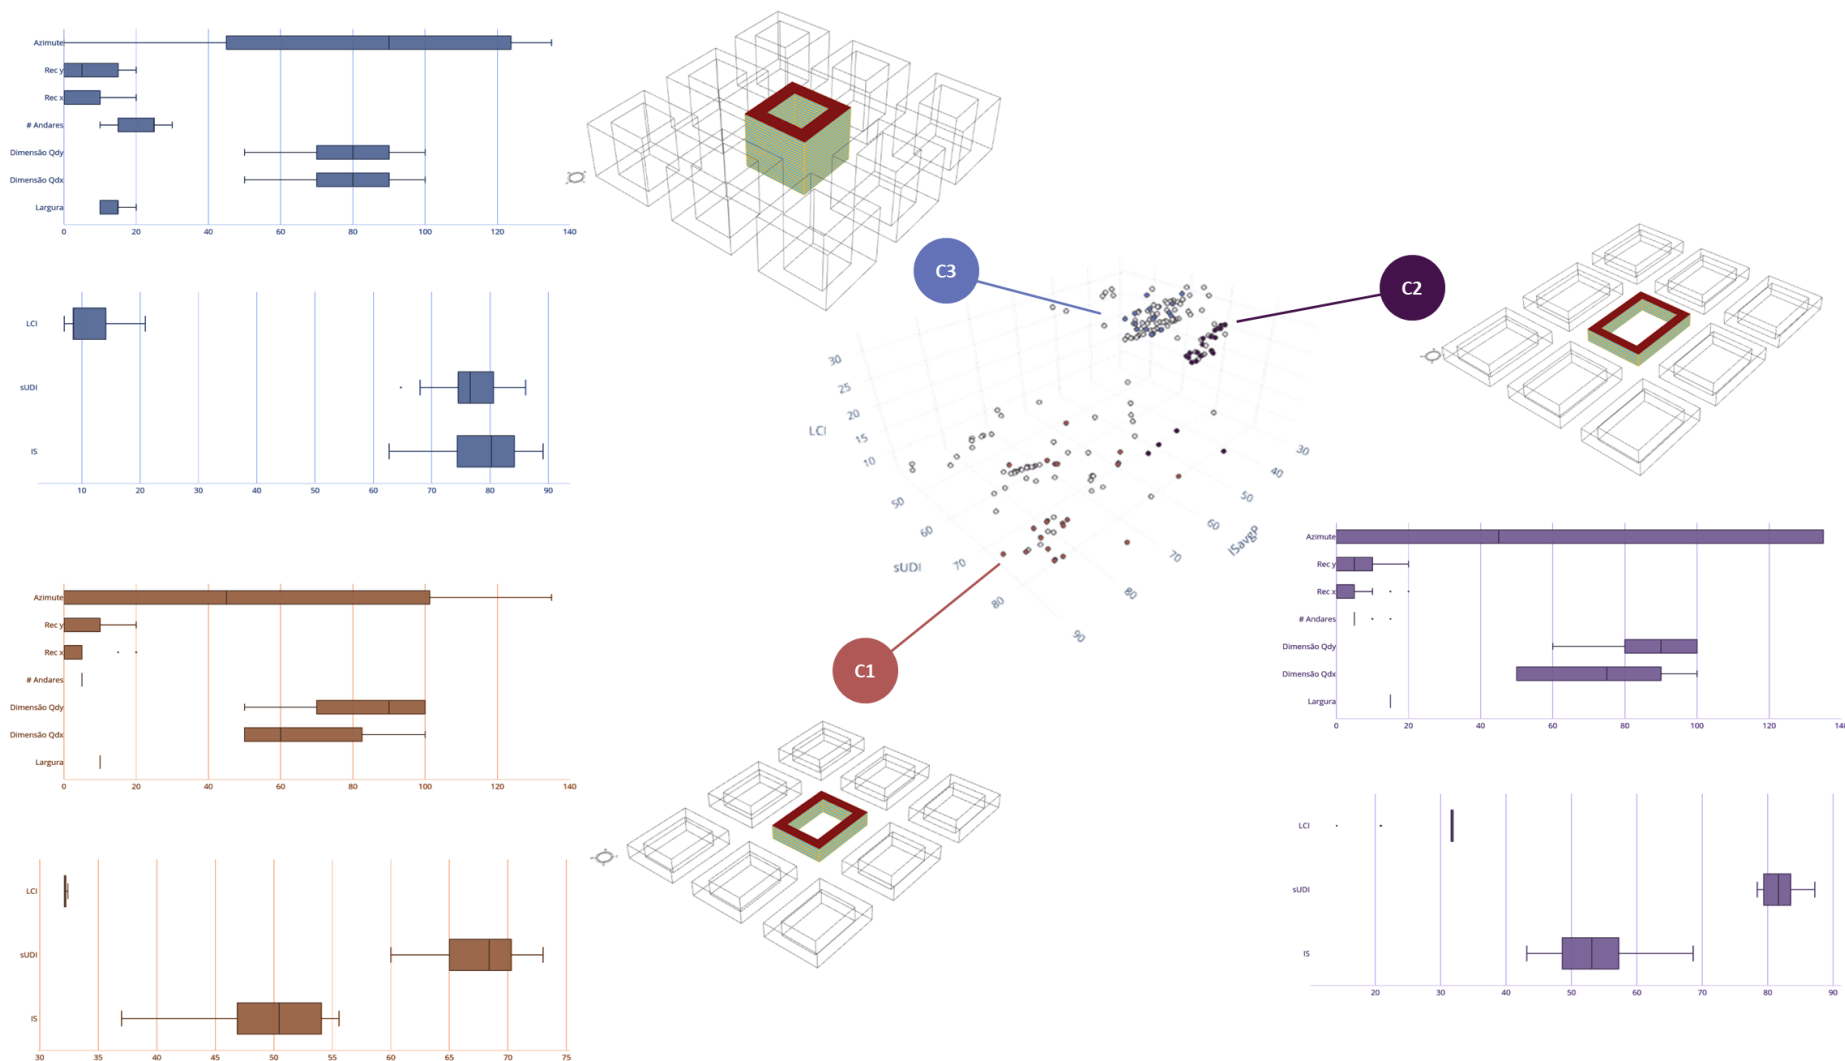 Azimute
Rec y
Rec x
# Andares
Dimensão Qdy
Dimensão Qdx
Largura
0 20 40 60 80 100 120 140
LCI
sUDI
IS
10 20 30 40 50 60 70 80 90
Azimute
Rec y
Rec x
# Andares
Dimensão Qdy
Dimensão Qdx
Largura
0 20 40 60 80 100 120 140
LCI
sUDI
IS
30 35 40 45 50 55 60 65 70 75
C3
C2
C1
LCI
30
25
20
15
10
sUDI
50
60
70
80
90
ISavgP
30
40
50
60
70
80
Azimute
Rec y
Rec x
# Andares
Dimensão Qdy
Dimensão Qdx
Largura
0 20 40 60 80 100 120
LCI
sUDI
IS
20 30 40 50 60 70 80 90